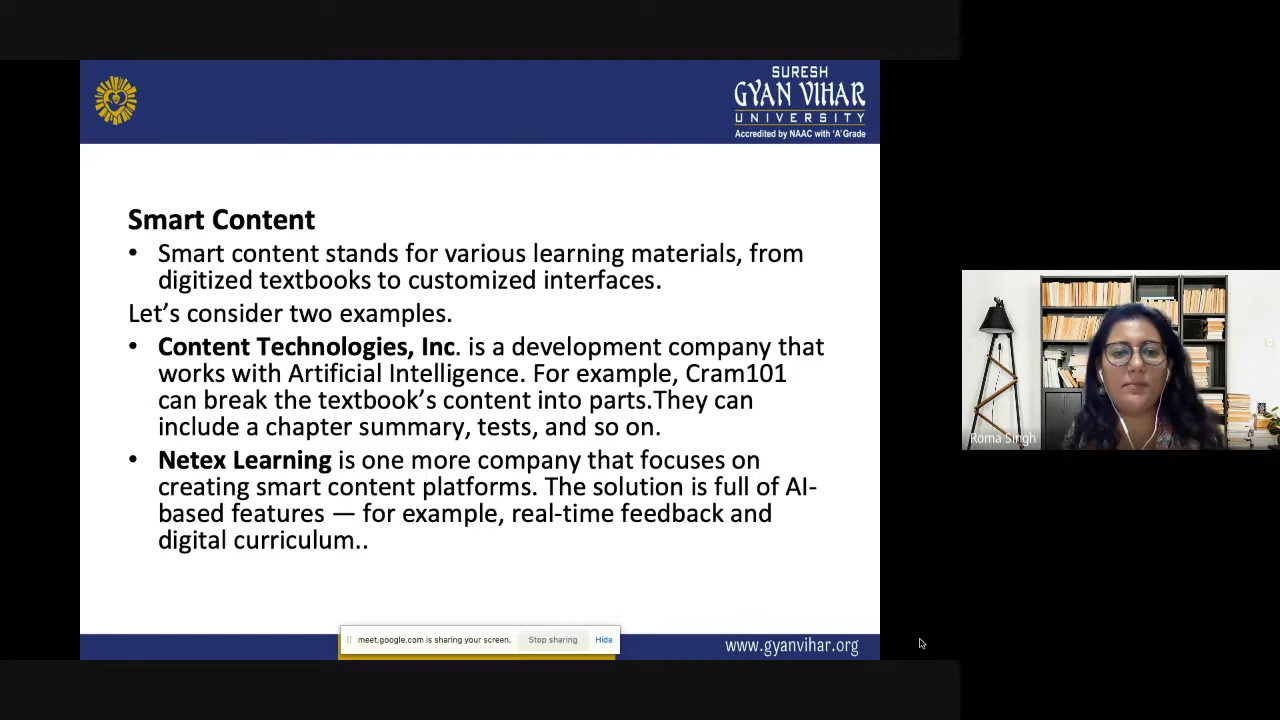 SURESH
GYAN VIHAR
UNIVERSITY
Accredited by NAAC with 'A' Grade
Smart Content
• Smart content stands for various learning materials, from
digitized textbooks to customized interfaces.
Let's consider two examples.
• Content Technologies, Inc. is a development company that
works with Artificial Intelligence. For example, Cram101
can break the textbook's content into parts.They can
include a chapter summary, tests, and so on.
• Netex Learning is one more company that focuses on
creating smart content platforms. The solution is full of AI-
based features — for example, real-time feedback and
digital curriculum..
Roma Singh
meet.google.com is sharing your screen. Stop sharing Hide
www.gyanvihar.org